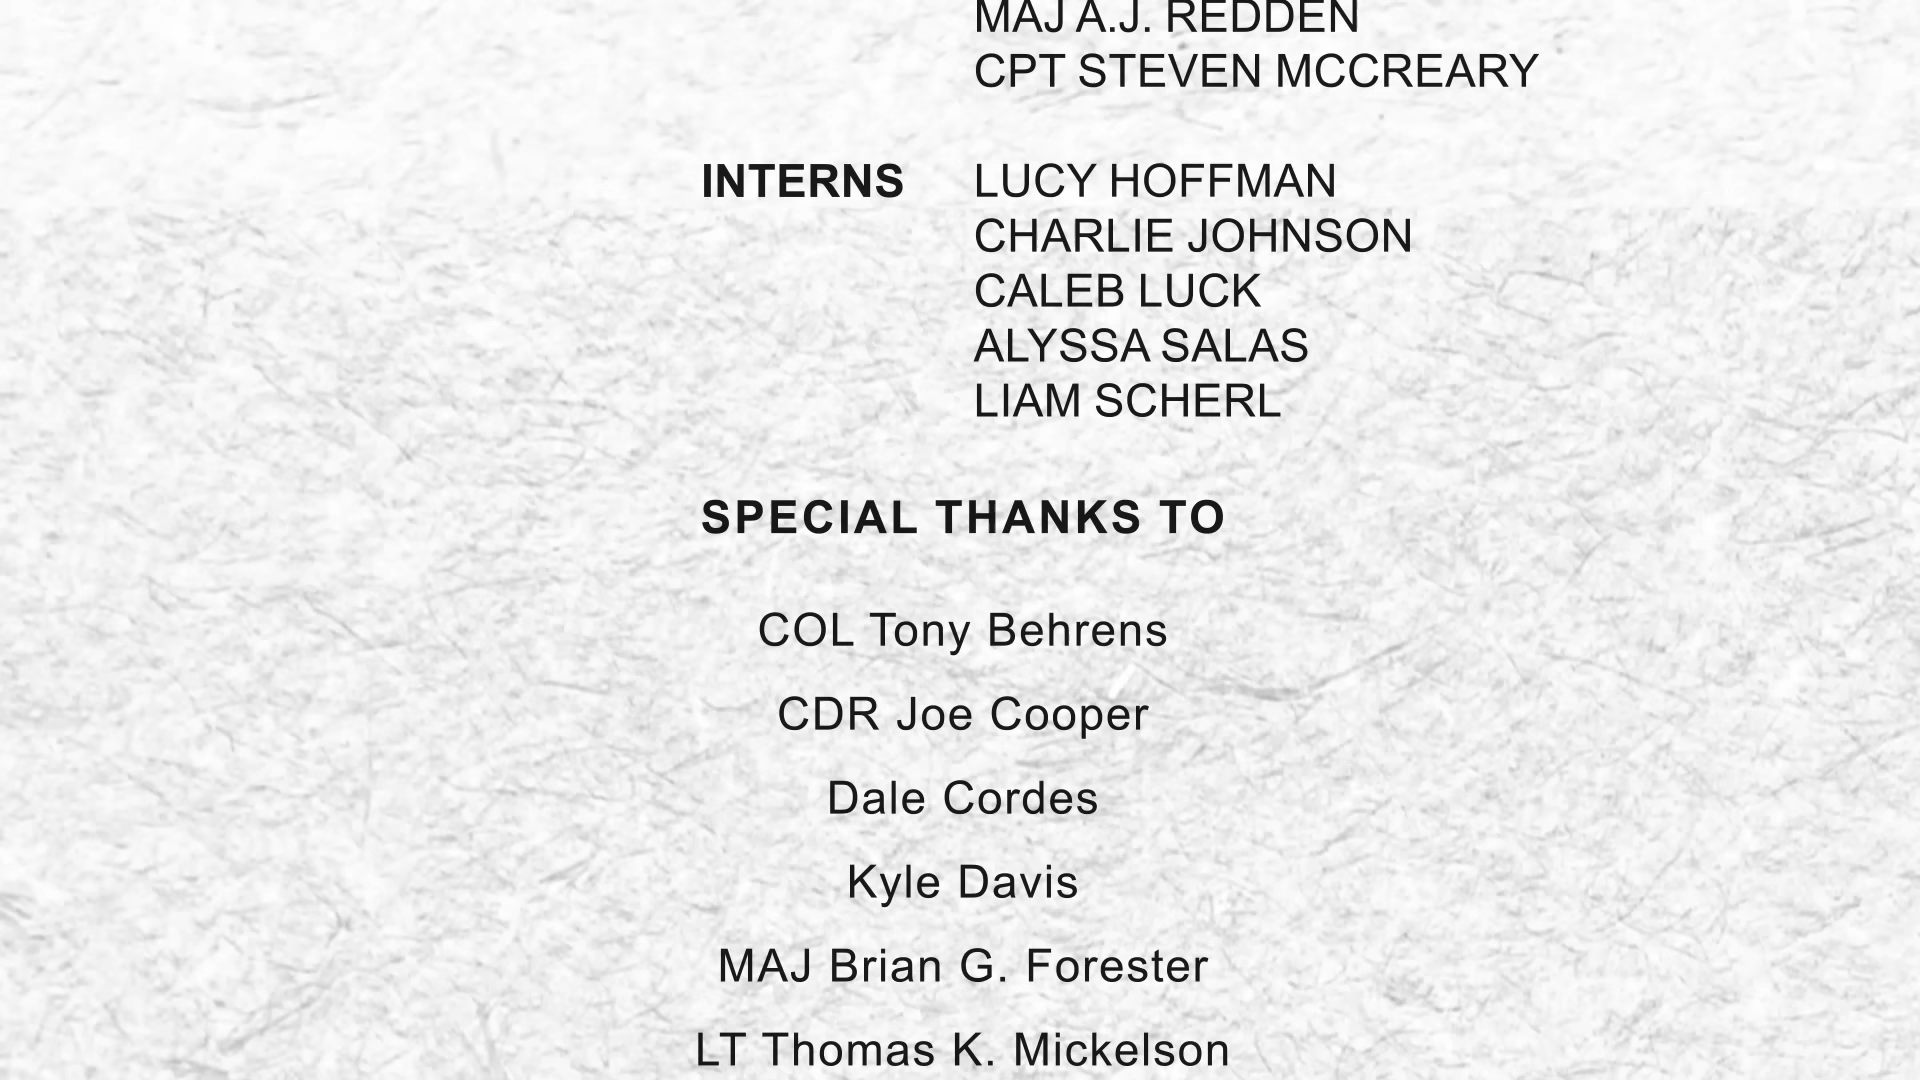 MAJ A.J. REDDEN
CPT STEVEN MCCREARY
INTERNS LUCY HOFFMAN
CHARLIE JOHNSON
CALEB LUCK
ALYSSA SALAS
LIAM SCHERL
SPECIAL THANKS TO
COL Tony Behrens
CDR Joe Cooper
Dale Cordes
Kyle Davis
MAJ Brian G. Forester
LT Thomas K. Mickelson